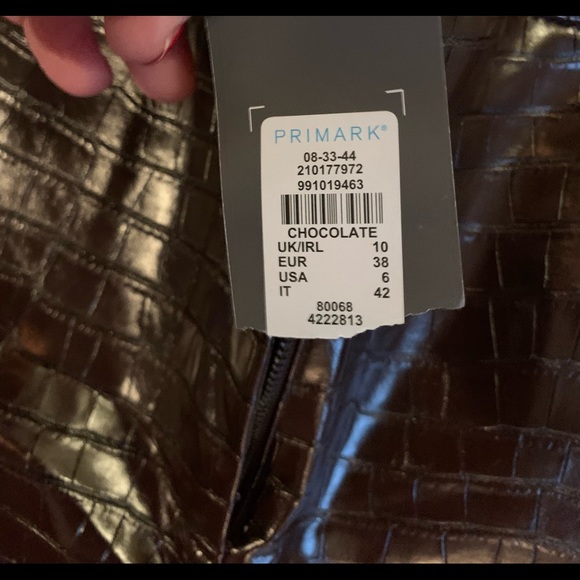 PRIMARK®
08-33-44
210177972
991019463
CHOCOLATE
UK/IRL 10
EUR 38
USA 6
IT 42
80068
4222813